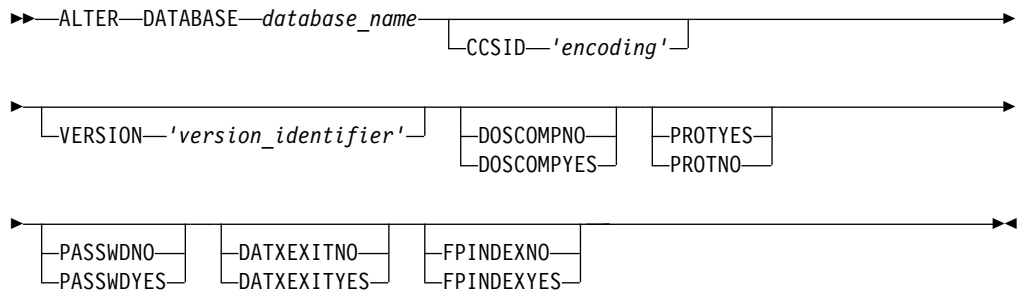 ALTER DATABASE database_name
CCSID 'encoding'
VERSION 'version_identifier' DOSCOMPNO PROTYES
DOSCOMPYES PROTNO
PASSWDNO DATXEXITNO FPINDEXNO
PASSWDYES DATXEXITYES FPINDEXYES